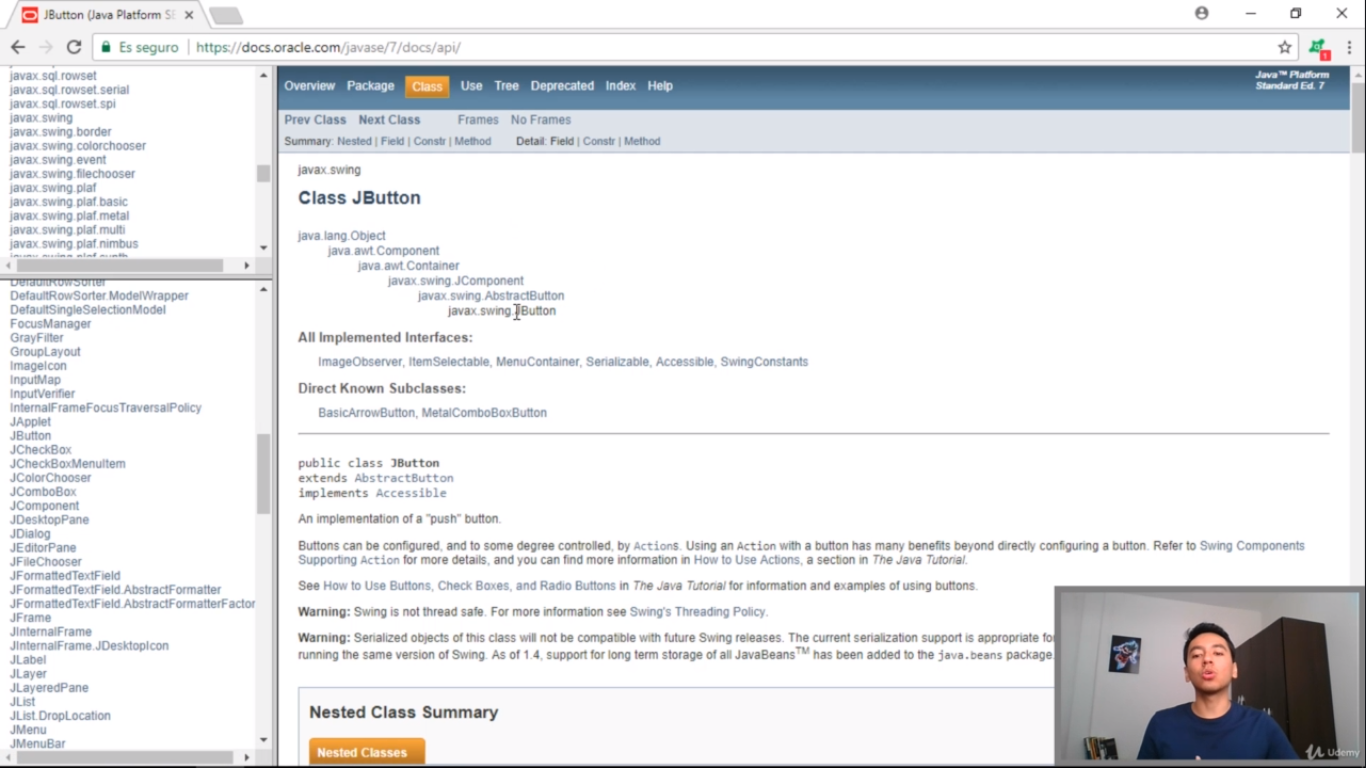 JButton (Java Platform SE
Es seguro https://docs.oracle.com/javase/7/docs/api/
1
javax.sql.rowset
javax.sql.rowset.serial
javax.sql.rowset.spi
javax.swing
javax.swing.border
javax.swing.colorchooser
javax.swing.event
javax.swing.filechooser
javax.swing.plaf
javax.swing.plaf.basic
javax.swing.plaf.metal
javax.swing.plaf.multi
javax.swing.plaf.nimbus
javax.swing.plaf.synth
DefaultRowSorter
DefaultRowSorter.ModelWrapper
DefaultSingleSelectionModel
FocusManager
GrayFilter
GroupLayout
ImageIcon
InputMap
InputVerifier
InternalFrameFocusTraversalPolicy
JApplet
JButton
JCheckBox
JCheckBoxMenuItem
JColorChooser
JComboBox
JComponent
JDesktopPane
JDialog
JEditorPane
JFileChooser
JFormattedTextField
JFormattedTextField.AbstractFormatter
JFormattedTextField.AbstractFormatterFactor
JFrame
JInternalFrame
JInternalFrame.JDesktopIcon
JLabel
JLayer
JLayeredPane
JList
JList.DropLocation
JMenu
JMenuBar
Overview Package Class Use Tree Deprecated Index Help
Java™ Platform
Standard Ed. 7
Prev Class Next Class Frames No Frames
Summary: Nested | Field | Constr | Method Detail: Field | Constr | Method
javax.swing
Class JButton
java.lang.Object
java.awt.Component
java.awt.Container
javax.swing.JComponent
javax.swing.AbstractButton
javax.swing.JButton
All Implemented Interfaces:
ImageObserver, ItemSelectable, MenuContainer, Serializable, Accessible, SwingConstants
Direct Known Subclasses:
BasicArrowButton, MetalComboBoxButton
public class JButton
extends AbstractButton
implements Accessible
An implementation of a "push" button.
Buttons can be configured, and to some degree controlled, by Actions. Using an Action with a button has many benefits beyond directly configuring a button. Refer to Swing Components
Supporting Action for more details, and you can find more information in How to Use Actions, a section in The Java Tutorial.
See How to Use Buttons, Check Boxes, and Radio Buttons in The Java Tutorial for information and examples of using buttons.
Warning: Swing is not thread safe. For more information see Swing's Threading Policy.
Warning: Serialized objects of this class will not be compatible with future Swing releases. The current serialization support is appropriate fo
running the same version of Swing. As of 1.4, support for long term storage of all JavaBeans™ has been added to the java.beans package.
Nested Class Summary
Nested Classes
Udemy